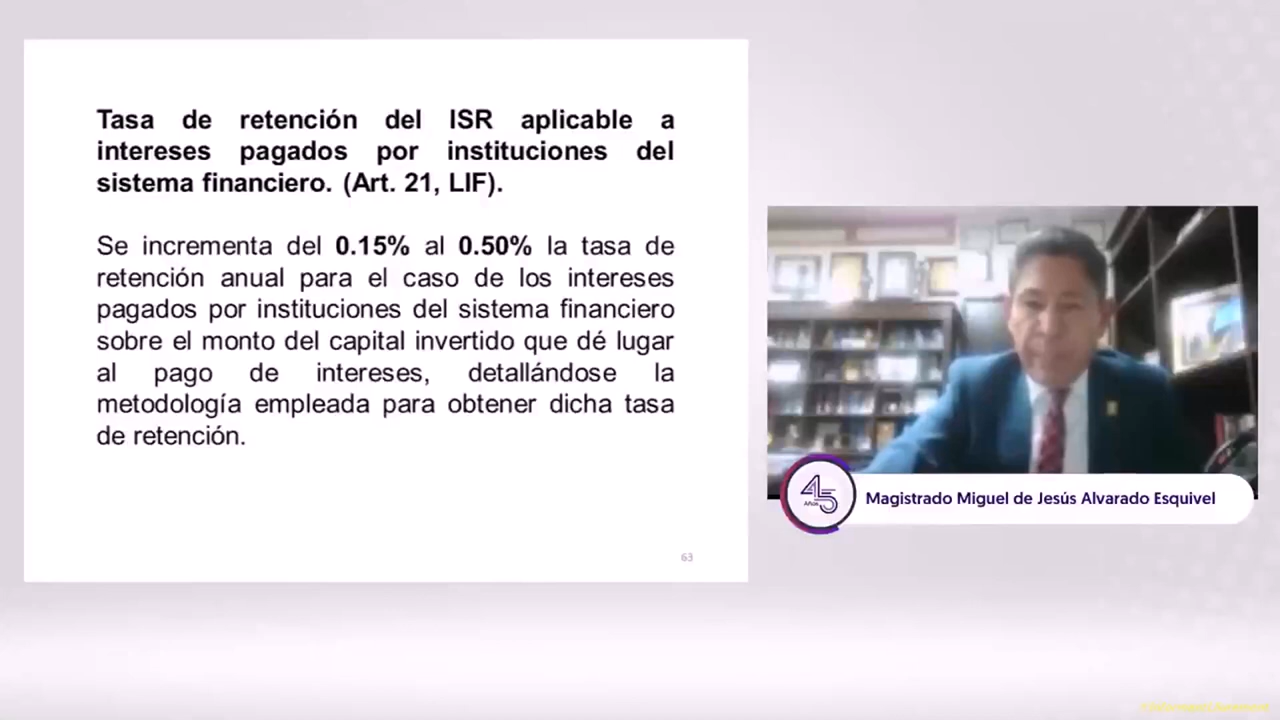 Tasa de retención del ISR aplicable a
intereses pagados por instituciones del
sistema financiero. (Art. 21, LIF).
Se incrementa del 0.15% al 0.50% la tasa de
retención anual para el caso de los intereses
pagados por instituciones del sistema financiero
sobre el monto del capital invertido que dé lugar
al pago de intereses, detallándose la
metodología empleada para obtener dicha tasa
de retención.
63
45
Años
Magistrado Miguel de Jesús Alvarado Esquivel